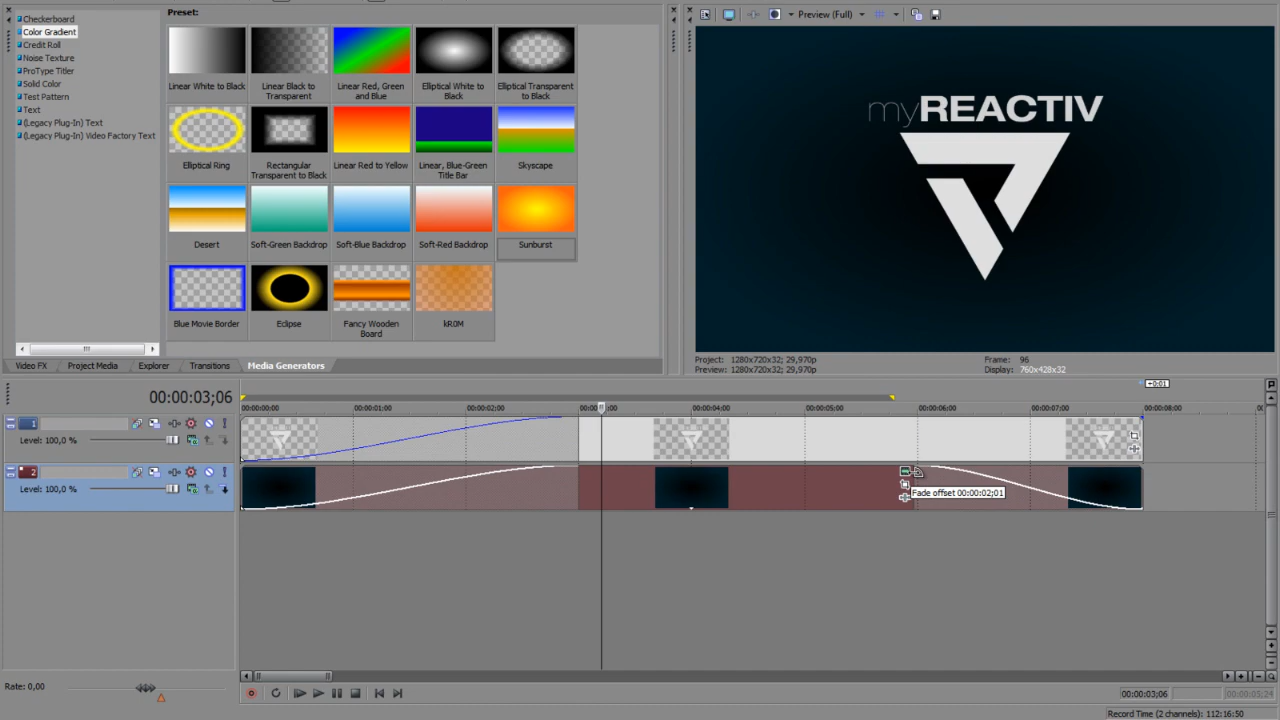 Checkerboard
Color Gradient
Credit Roll
Noise Texture
ProType Titler
Solid Color
Test Pattern
Text
(Legacy Plug-In) Text
(Legacy Plug-In) Video Factory Text
Preset:
Linear White to Black
Linear Black to
Transparent
Linear Red, Green
and Blue
Elliptical White to
Black
Elliptical Transparent
to Black
Elliptical Ring
Rectangular
Transparent to Black
Linear Red to Yellow
Linear, Blue-Green
Title Bar
Skyscape
Desert
Soft-Green Backdrop
Soft-Blue Backdrop
Soft-Red Backdrop
Sunburst
Blue Movie Border
Eclipse
Fancy Wooden
Board
kR0M
Video FX
Project Media
Explorer
Transitions
Media Generators
Preview (Full)
myREACTIV
Project: 1280x720x32; 29,970p
Preview: 1280x720x32; 29,970p
Frame: 96
Display: 760x428x32
00:00:03;06
+0:01
00:00:00;00
00:00:01;00
00:00:02;00
00:00:04;00
00:00:05;00
00:00:06;00
00:00:07;00
00:00:08;00
1
Level: 100,0 %
2
Level: 100,0 %
Fade offset 00:00:02;01
Rate: 0,00
00:00:03;06
00:00:03;24
Record Time (2 channels): 112:16:50